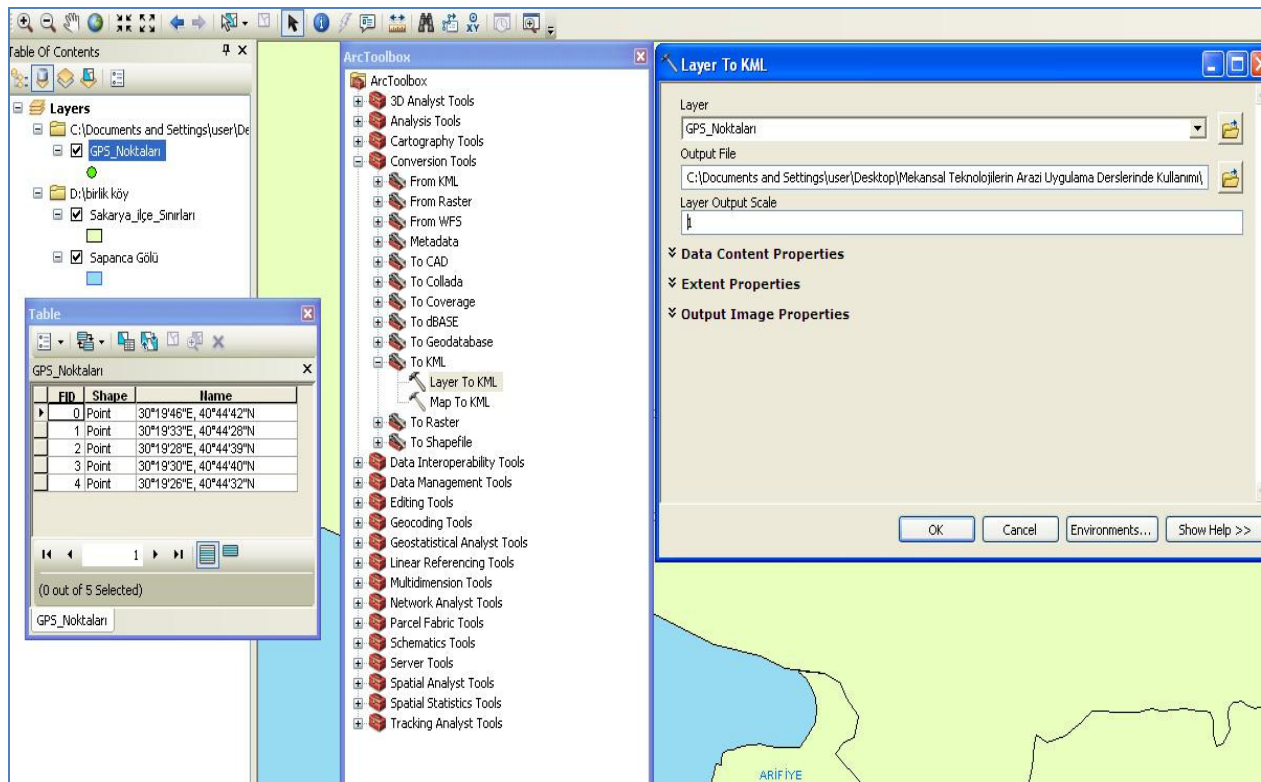 XY
Table Of Contents
Layers
C:\Documents and Settings\user\De
GPS_Noktaları
D:\birlik köy
Sakarya_ilçe_Sınırları
Sapanca Gölü
Table
GPS_Noktaları
FID Shape Name
0 Point 30°19'46"E, 40°44'42"N
1 Point 30°19'33"E, 40°44'28"N
2 Point 30°19'28"E, 40°44'39"N
3 Point 30°19'30"E, 40°44'40"N
4 Point 30°19'26"E, 40°44'32"N
1
(0 out of 5 Selected)
GPS_Noktaları
ArcToolbox
ArcToolbox
3D Analyst Tools
Analysis Tools
Cartography Tools
Conversion Tools
From KML
From Raster
From WFS
Metadata
To CAD
To Collada
To Coverage
To dBASE
To Geodatabase
To KML
Layer To KML
Map To KML
To Raster
To Shapefile
Data Interoperability Tools
Data Management Tools
Editing Tools
Geocoding Tools
Geostatistical Analyst Tools
Linear Referencing Tools
Multidimension Tools
Network Analyst Tools
Parcel Fabric Tools
Schematics Tools
Server Tools
Spatial Analyst Tools
Spatial Statistics Tools
Tracking Analyst Tools
Layer To KML
Layer
GPS_Noktaları
Output File
C:\Documents and Settings\user\Desktop\Mekansal Teknolojilerin Arazi Uygulama Derslerinde Kullanımı\
Layer Output Scale
1
Data Content Properties
Extent Properties
Output Image Properties
OK
Cancel
Environments...
Show Help >>
ARİFİYE